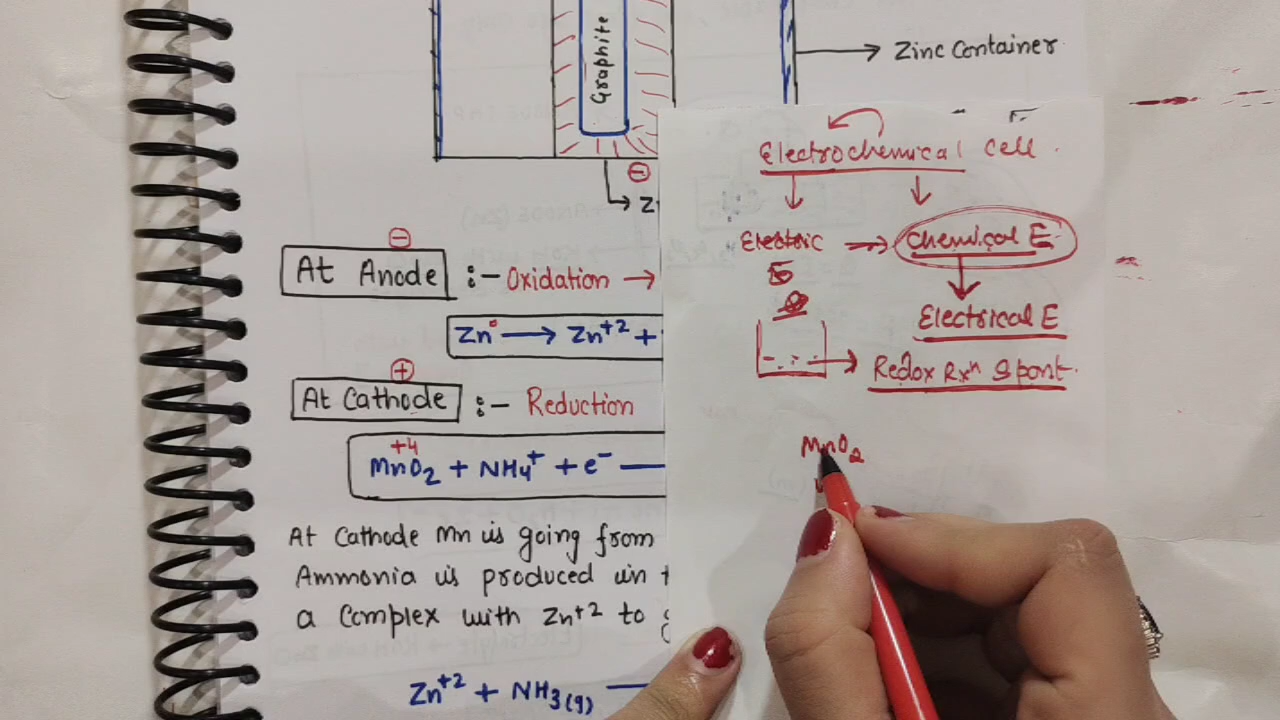 Graphite
Zinc Container
⊖
Z
Electrochemical cell.
Electric → Chemical E
E
Electrical E
Redox Rxⁿ Spont.
MnO₂
⊖
At Anode :- Oxidation →
Zn° → Zn⁺² +
⊕
At Cathode :- Reduction
+4
MnO₂ + NH₄⁺ + e⁻ —
At Cathode Mn is going from
Ammonia is produced in
a Complex with Zn⁺² to
Zn⁺² + NH₃(g) —